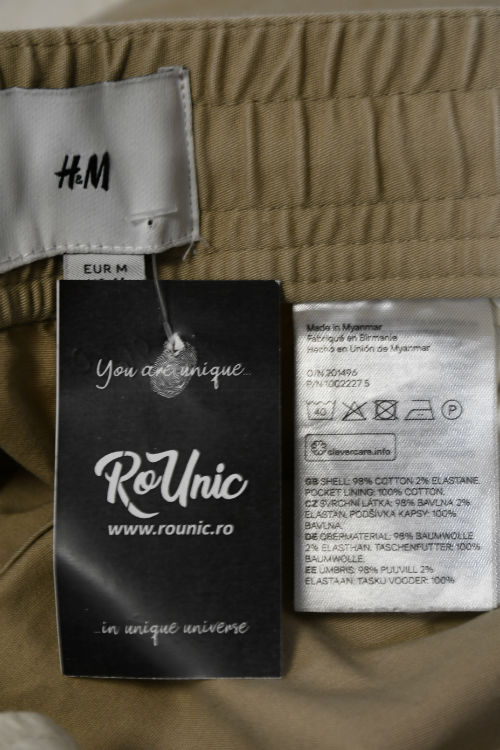 H&M
EUR M
You are unique...
RoUnic
www.rounic.ro
...in unique universe
Made in Myanmar
Fabriqué en Birmanie
Hecho en Unión de Myanmar
O/N 201496
P/N 1002227 5
40
P
clevercare.info
GB SHELL: 98% COTTON 2% ELASTANE.
POCKET LINING: 100% COTTON.
CZ SVRCHNÍ LÁTKA: 98% BAVLNA 2%
ELASTAN. PODŠÍVKA KAPSY: 100%
BAVLNA.
DE OBERMATERIAL: 98% BAUMWOLLE
2% ELASTHAN. TASCHENFUTTER: 100%
BAUMWOLLE.
EE ÜMBRIS: 98% PUUVILL 2%
ELASTAAN. TASKU VOODER: 100%